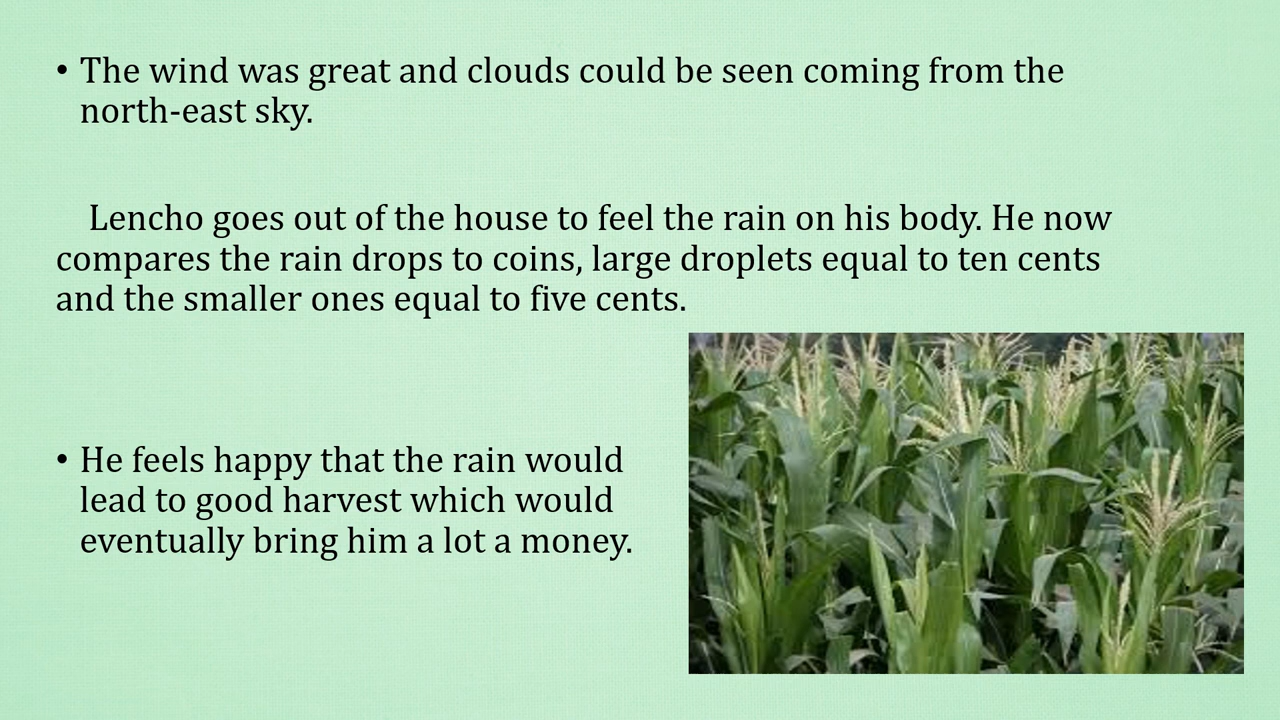 • The wind was great and clouds could be seen coming from the
north-east sky.
Lencho goes out of the house to feel the rain on his body. He now
compares the rain drops to coins, large droplets equal to ten cents
and the smaller ones equal to five cents.
• He feels happy that the rain would
lead to good harvest which would
eventually bring him a lot a money.